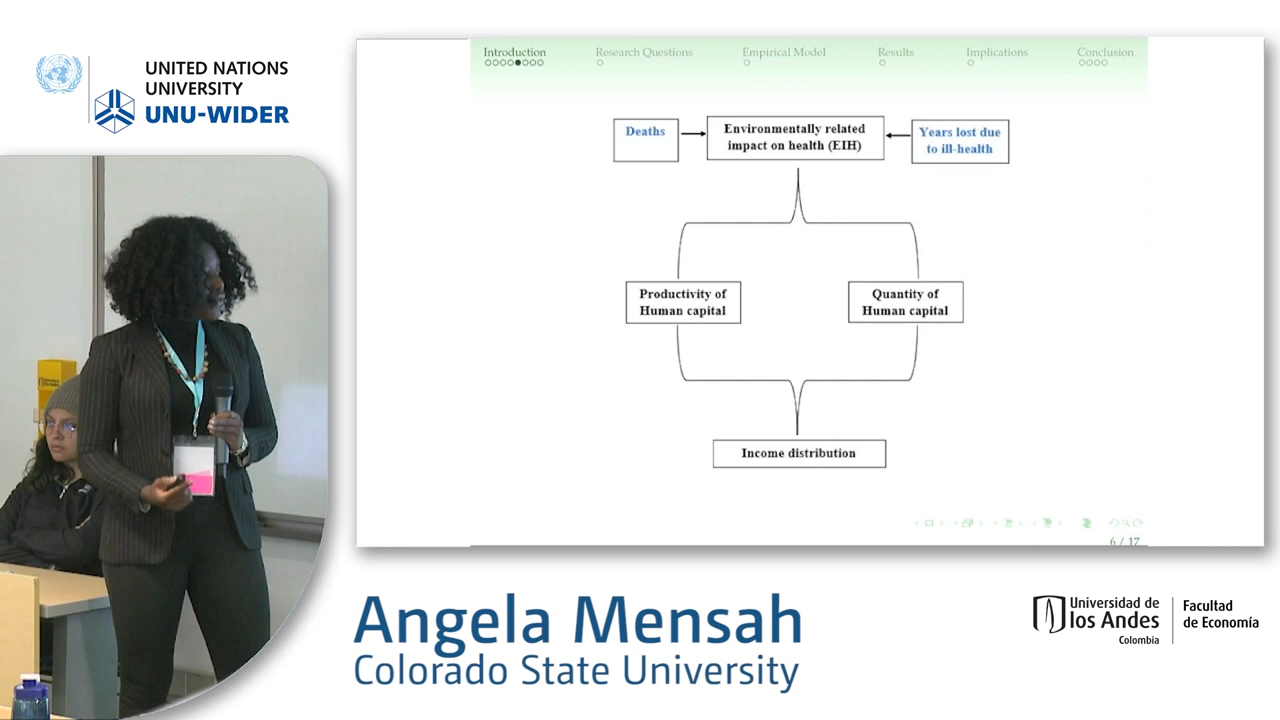 UNITED NATIONS
UNIVERSITY
UNU-WIDER
Introduction
Research Questions
Empirical Model
Results
Implications
Conclusion
Deaths
Environmentally related
impact on health (EIH)
Years lost due
to ill-health
Productivity of
Human capital
Quantity of
Human capital
Income distribution
6 / 17
Angela Mensah
Colorado State University
Universidad de
los Andes
Colombia
Facultad
de Economía